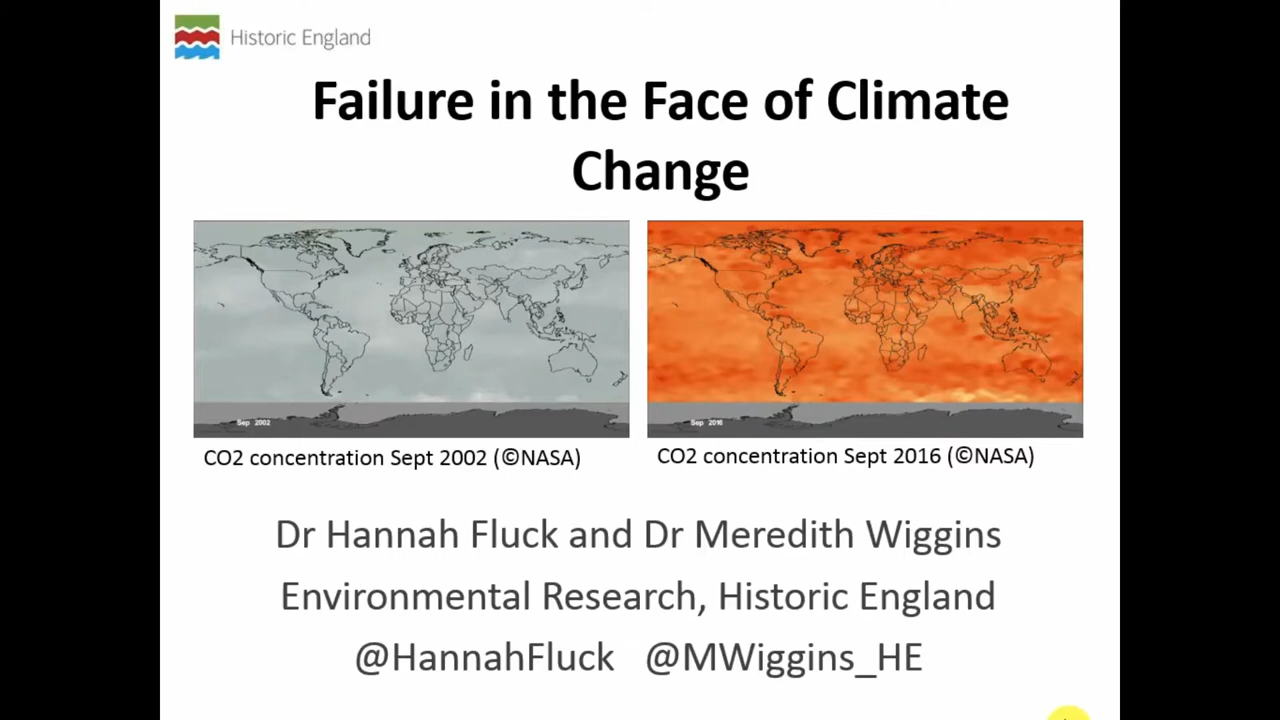 Historic England
Failure in the Face of Climate
Change
Sep 2002
Sep 2016
CO2 concentration Sept 2002 (©NASA)
CO2 concentration Sept 2016 (©NASA)
Dr Hannah Fluck and Dr Meredith Wiggins
Environmental Research, Historic England
@HannahFluck @MWiggins_HE